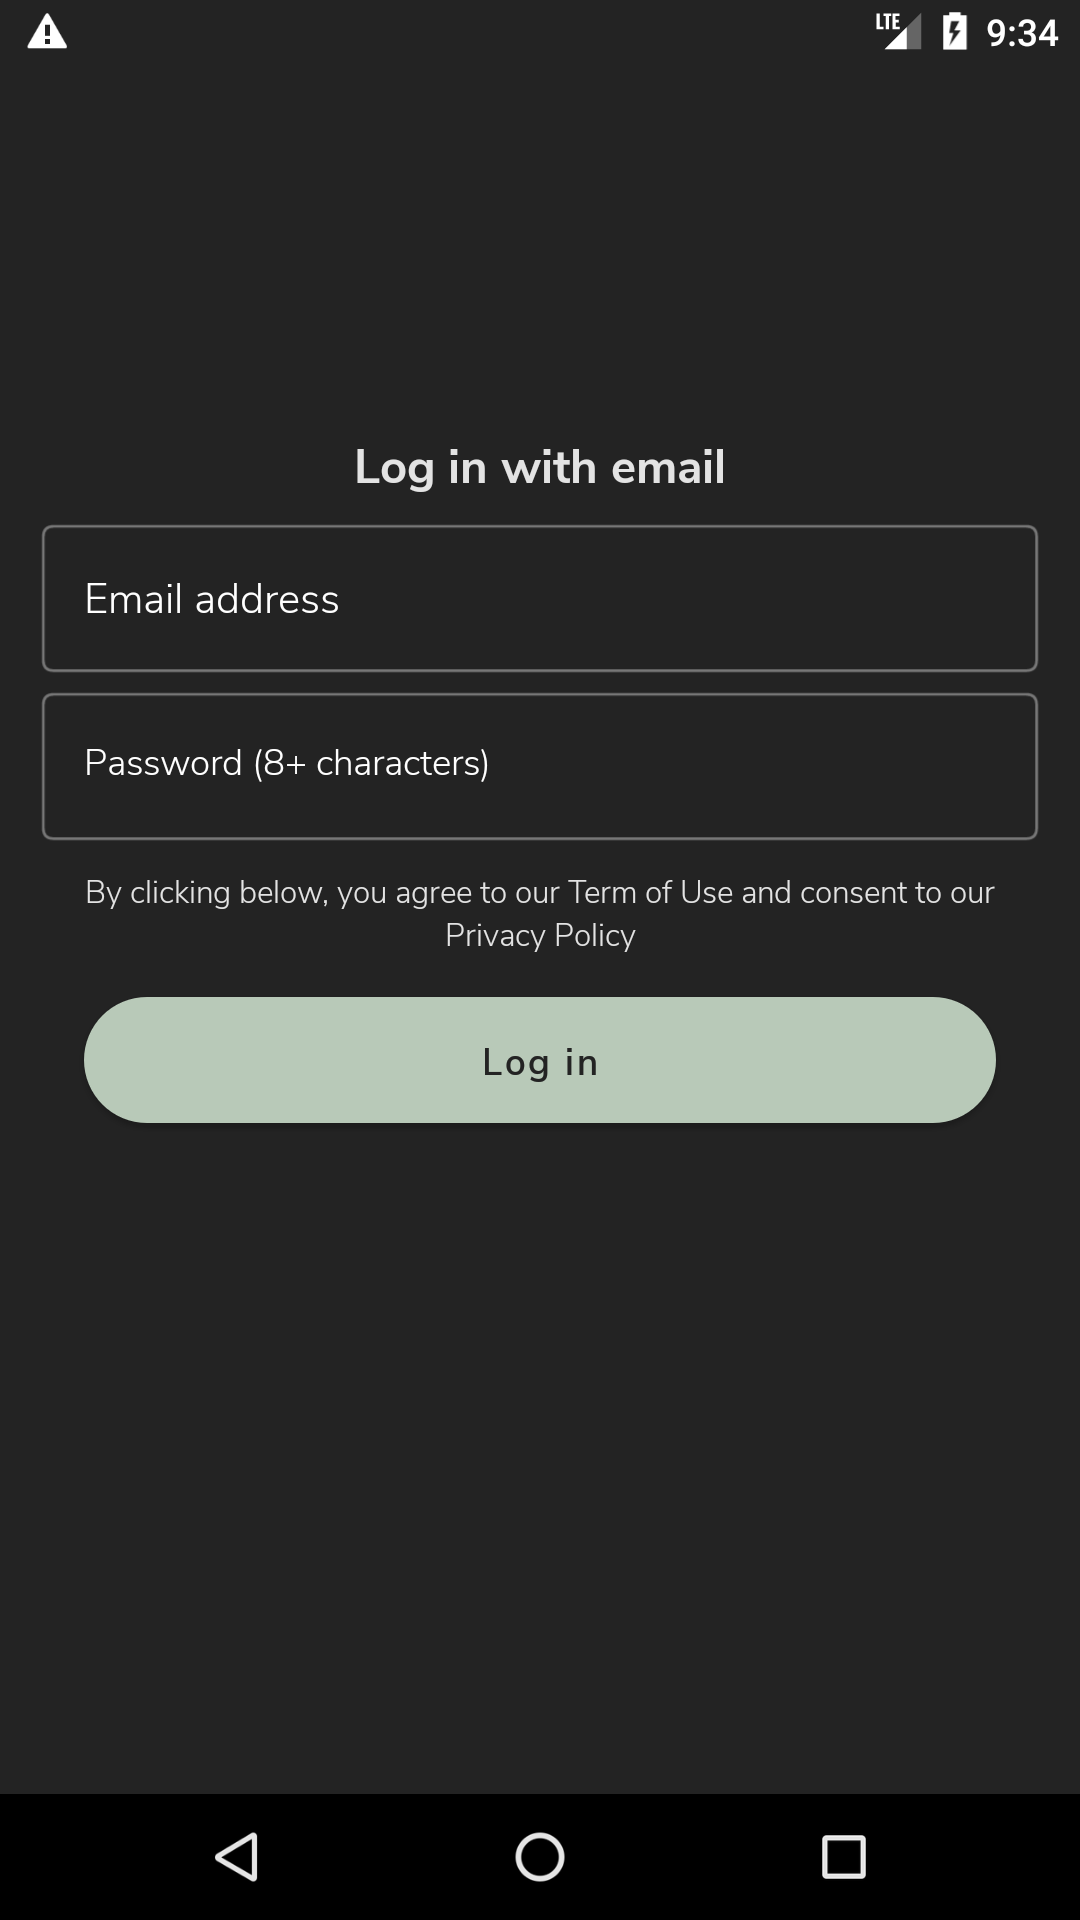 LTE 9:34
Log in with email
Email address
Password (8+ characters)
By clicking below, you agree to our Term of Use and consent to our
Privacy Policy
Log in